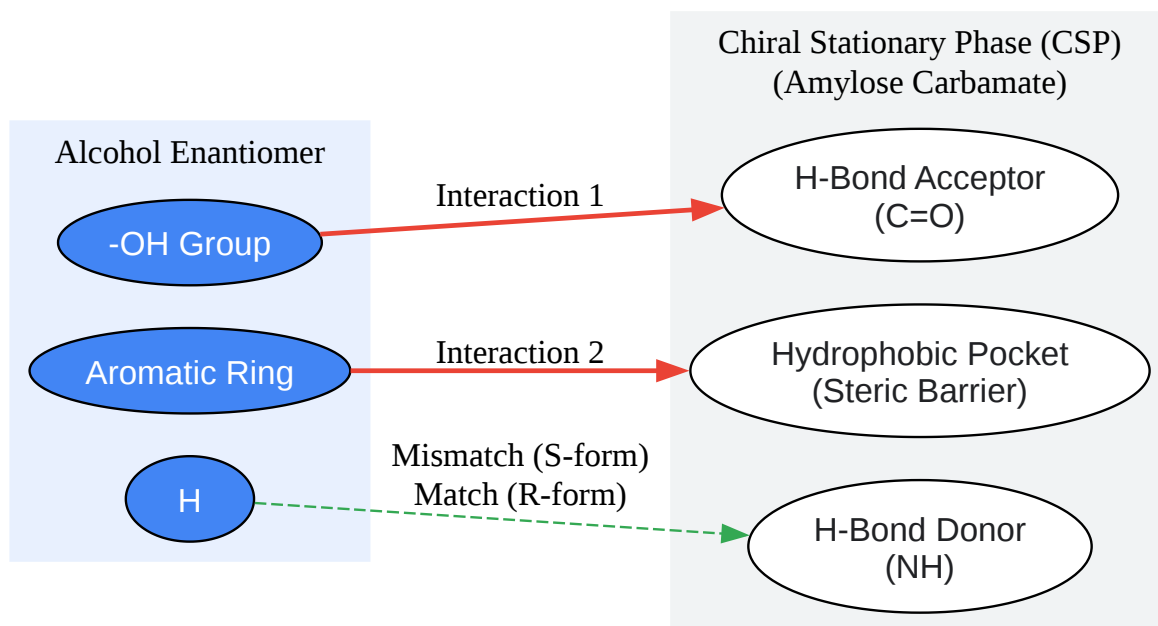 Chiral Stationary Phase (CSP)
(Amylose Carbamate)
Alcohol Enantiomer
-OH Group
Interaction 1
H-Bond Acceptor
(C=O)
Aromatic Ring
Interaction 2
Hydrophobic Pocket
(Steric Barrier)
H
Mismatch (S-form)
Match (R-form)
H-Bond Donor
(NH)